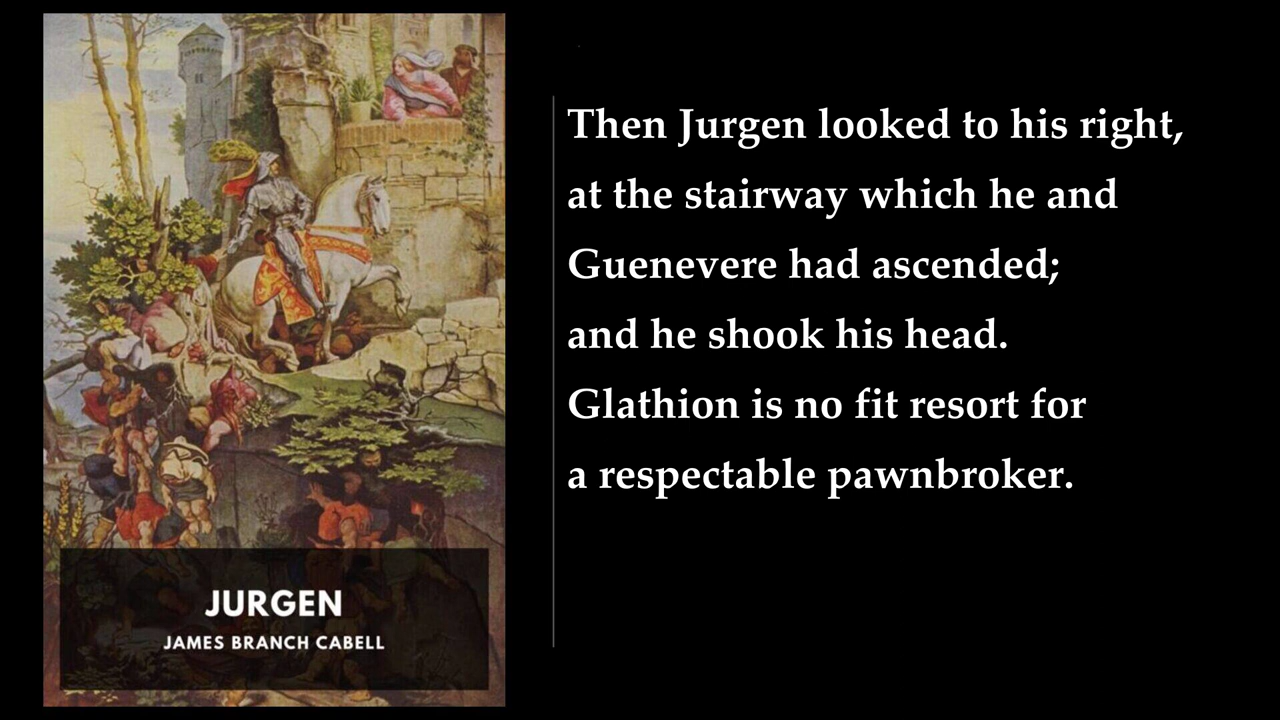 JURGEN
JAMES BRANCH CABELL
Then Jurgen looked to his right,
at the stairway which he and
Guenevere had ascended;
and he shook his head.
Glathion is no fit resort for
a respectable pawnbroker.